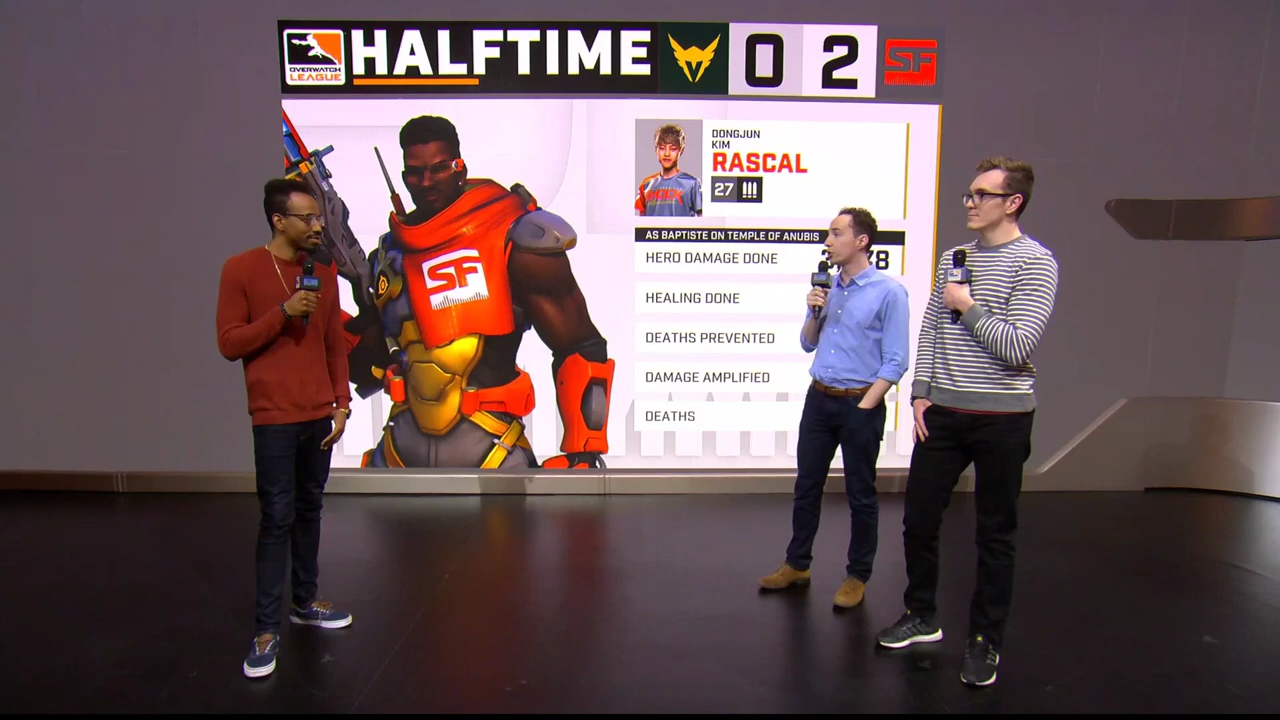 OVERWATCH
LEAGUE
HALFTIME
0 2
SF
DONGJUN
KIM
RASCAL
27
SF
SHOCK
AS BAPTISTE ON TEMPLE OF ANUBIS
HERO DAMAGE DONE
HEALING DONE
DEATHS PREVENTED
DAMAGE AMPLIFIED
DEATHS